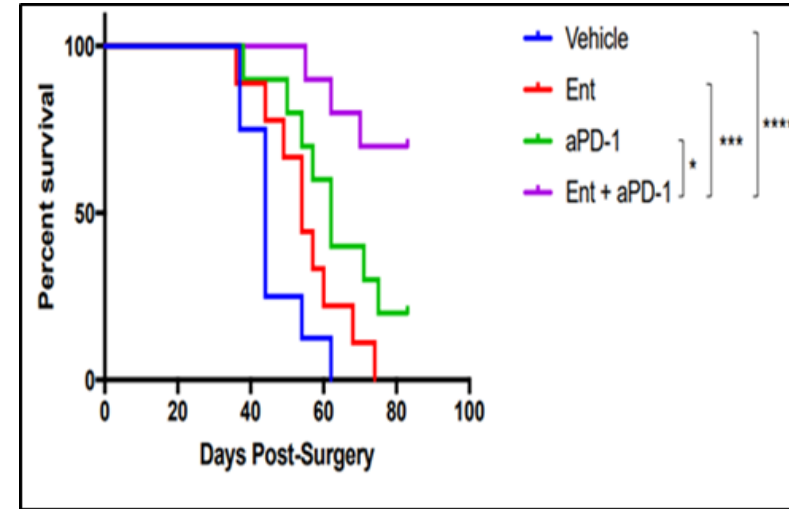 Percent survival
100
50
0
0 20 40 60 80 100
Days Post-Surgery
Vehicle
Ent
aPD-1
Ent + aPD-1
*
***
****